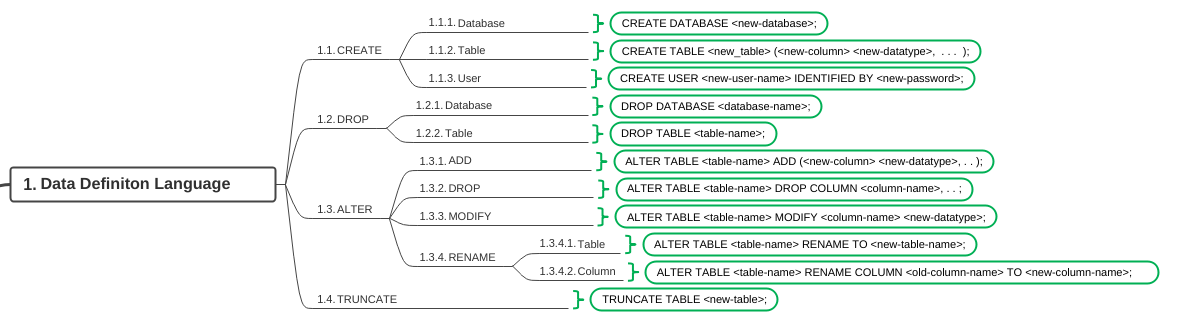 1. Data Definiton Language
1.1. CREATE
1.1.1. Database
CREATE DATABASE <new-database>;
1.1.2. Table
CREATE TABLE <new_table> (<new-column> <new-datatype>, . . . );
1.1.3. User
CREATE USER <new-user-name> IDENTIFIED BY <new-password>;
1.2. DROP
1.2.1. Database
DROP DATABASE <database-name>;
1.2.2. Table
DROP TABLE <table-name>;
1.3. ALTER
1.3.1. ADD
ALTER TABLE <table-name> ADD (<new-column> <new-datatype>, . . );
1.3.2. DROP
ALTER TABLE <table-name> DROP COLUMN <column-name>, . . ;
1.3.3. MODIFY
ALTER TABLE <table-name> MODIFY <column-name> <new-datatype>;
1.3.4. RENAME
1.3.4.1. Table
ALTER TABLE <table-name> RENAME TO <new-table-name>;
1.3.4.2. Column
ALTER TABLE <table-name> RENAME COLUMN <old-column-name> TO <new-column-name>;
1.4. TRUNCATE
TRUNCATE TABLE <new-table>;